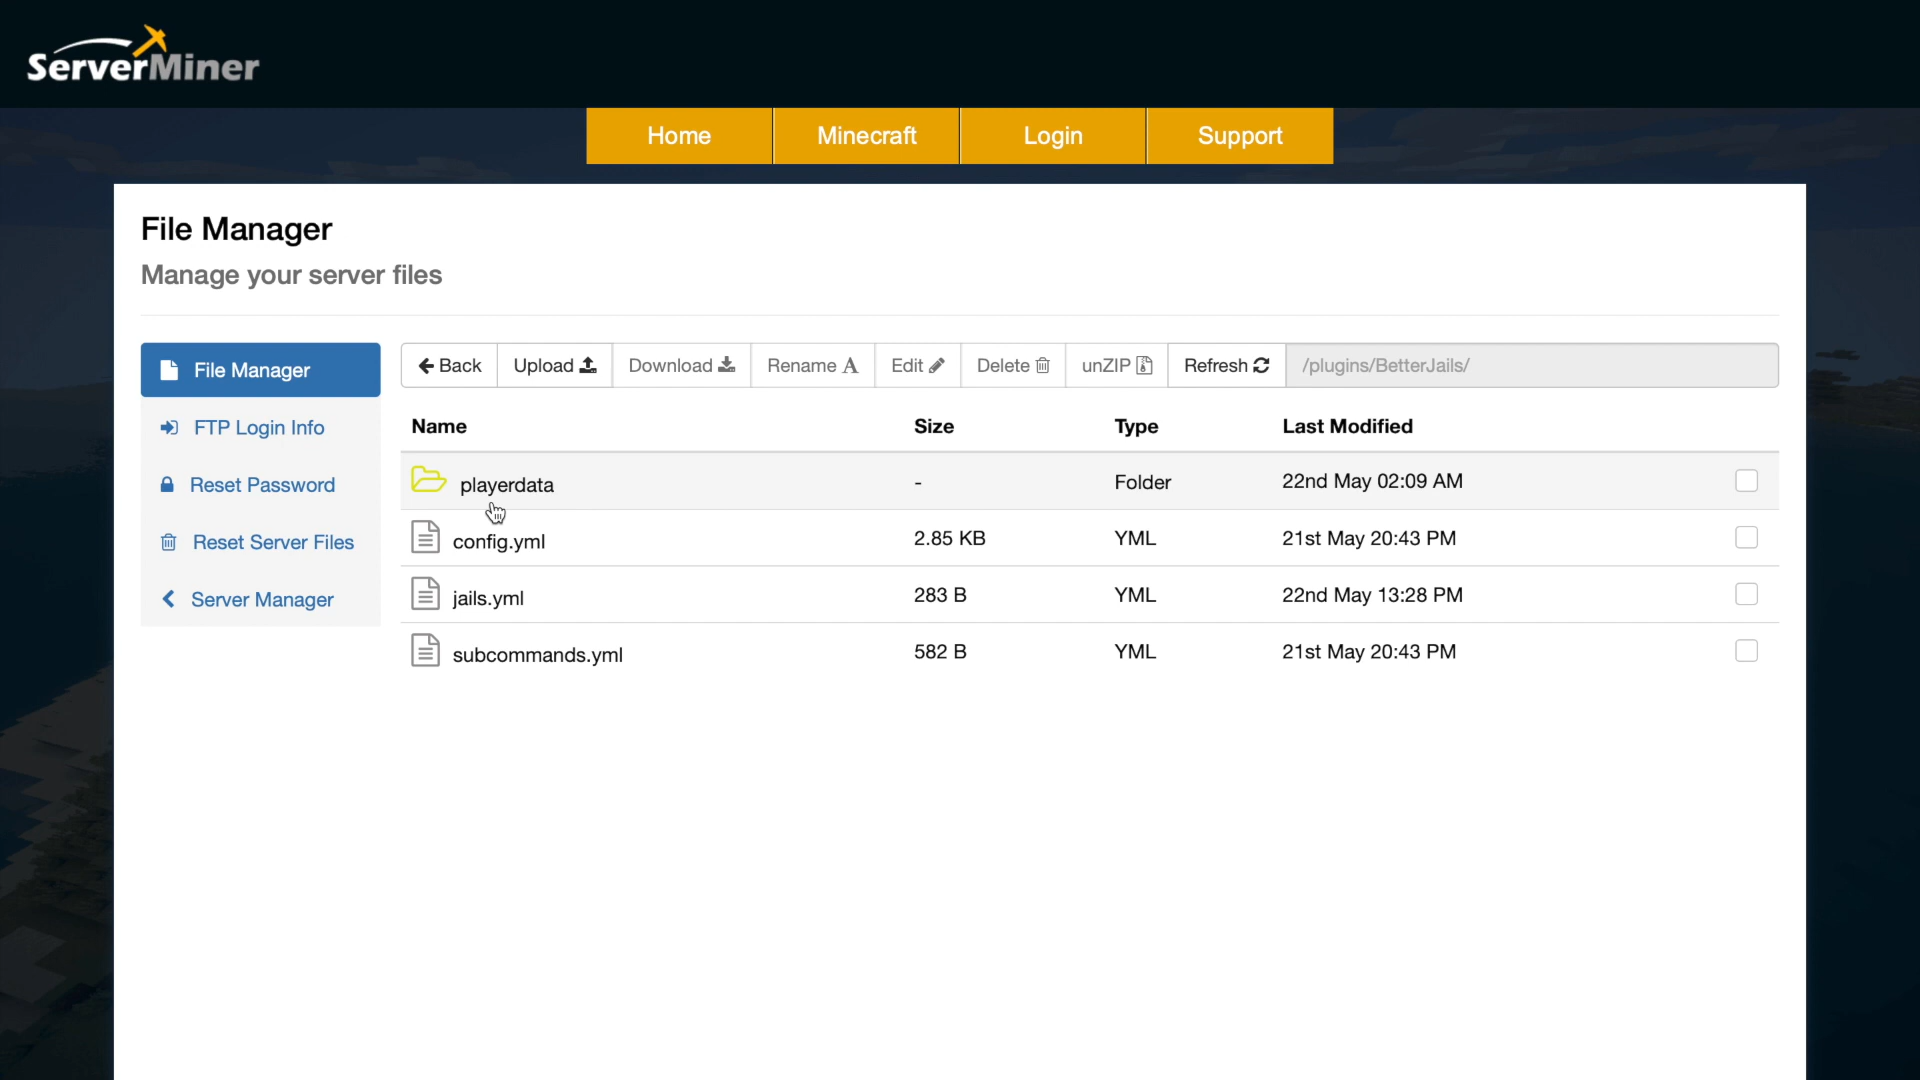 ServerMiner
Home Minecraft Login Support
File Manager
Manage your server files
File Manager
FTP Login Info
Reset Password
Reset Server Files
Server Manager
Back Upload Download Rename Edit Delete unZIP Refresh /plugins/BetterJails/
Name Size Type Last Modified
playerdata - Folder 22nd May 02:09 AM
config.yml 2.85 KB YML 21st May 20:43 PM
jails.yml 283 B YML 22nd May 13:28 PM
subcommands.yml 582 B YML 21st May 20:43 PM